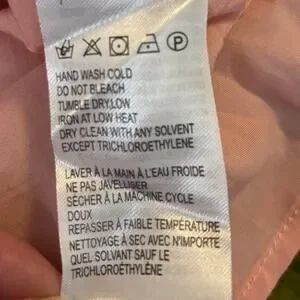 HAND WASH COLD
DO NOT BLEACH
TUMBLE DRY,LOW
IRON AT LOW HEAT
DRY CLEAN WITH ANY SOLVENT
EXCEPT TRICHLOROETHYLENE
LAVER À LA MAIN À L'EAU FROIDE
NE PAS JAVELLISER
SÉCHER À LA MACHINE CYCLE
DOUX
REPASSER À FAIBLE TEMPÉRATURE
NETTOYAGE À SEC AVEC N'IMPORTE
QUEL SOLVANT SAUF LE
TRICHLOROÉTHYLÈNE